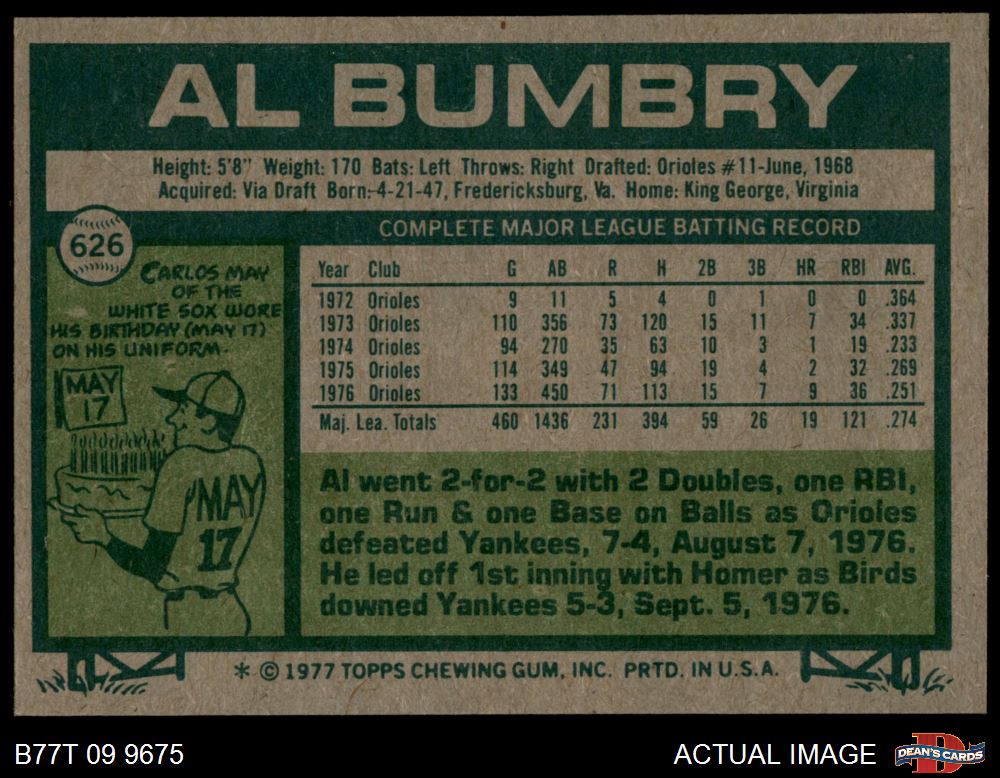 AL BUMBRY
Height: 5'8" Weight: 170 Bats: Left Throws: Right Drafted: Orioles #11-June, 1968
Acquired: Via Draft Born:-4-21-47, Fredericksburg, Va. Home: King George, Virginia
626
COMPLETE MAJOR LEAGUE BATTING RECORD
CARLOS MAY
OF THE
WHITE SOX WORE
HIS BIRTHDAY (MAY 17)
ON HIS UNIFORM.
MAY
17
MAY
17
Year Club G AB R H 2B 3B HR RBI AVG.
1972 Orioles 9 11 5 4 0 1 0 0 .364
1973 Orioles 110 356 73 120 15 11 7 34 .337
1974 Orioles 94 270 35 63 10 3 1 19 .233
1975 Orioles 114 349 47 94 19 4 2 32 .269
1976 Orioles 133 450 71 113 15 7 9 36 .251
Maj. Lea. Totals 460 1436 231 394 59 26 19 121 .274
Al went 2-for-2 with 2 Doubles, one RBI,
one Run & one Base on Balls as Orioles
defeated Yankees, 7-4, August 7, 1976.
He led off 1st inning with Homer as Birds
downed Yankees 5-3, Sept. 5, 1976.
* © 1977 TOPPS CHEWING GUM, INC. PRTD. IN U.S.A.
B77T 09 9675
ACTUAL IMAGE
D
DEAN'S CARDS